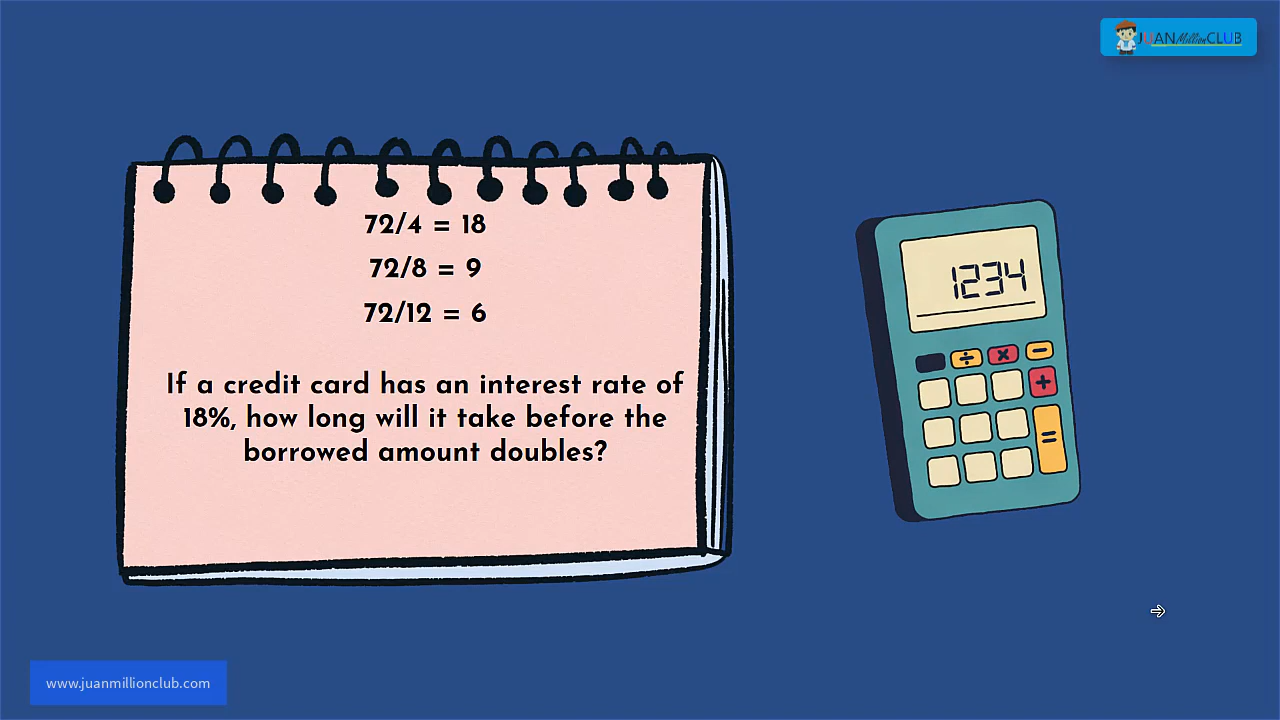 JUANMillionCLUB
72/4 = 18
72/8 = 9
72/12 = 6
If a credit card has an interest rate of
18%, how long will it take before the
borrowed amount doubles?
1234
÷ × −
+
=
www.juanmillionclub.com